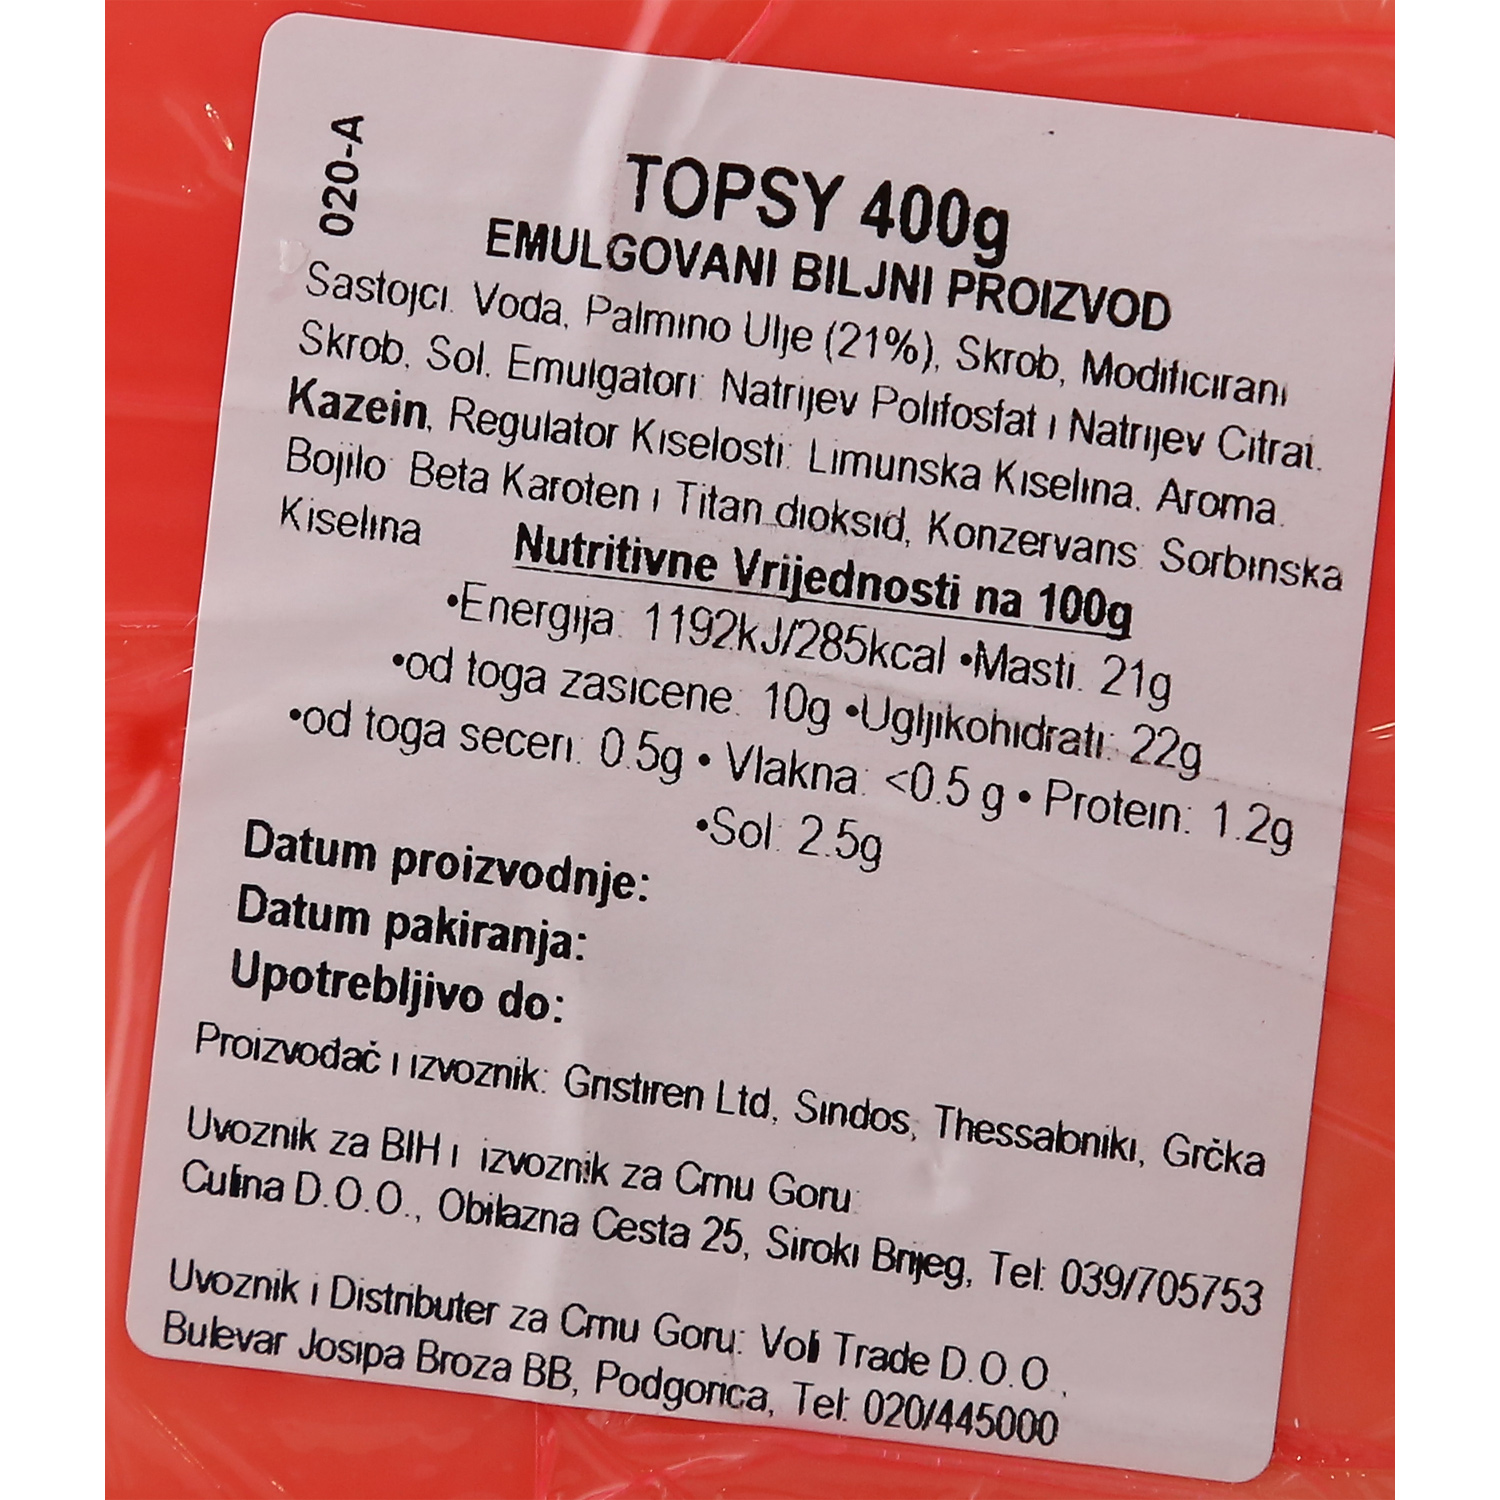 020-A
TOPSY 400g
EMULGOVANI BILJNI PROIZVOD
Sastojci: Voda, Palmino Ulje (21%), Skrob, Modificirani
Skrob, Sol, Emulgatori: Natrijev Polifosfat i Natrijev Citrat,
Kazein, Regulator Kiselosti: Limunska Kiselina, Aroma.
Bojilo: Beta Karoten i Titan dioksid, Konzervans: Sorbinska
Kiselina
Nutritivne Vrijednosti na 100g
•Energija: 1192kJ/285kcal •Masti: 21g
•od toga zasicene: 10g •Ugljikohidrati: 22g
•od toga seceri: 0.5g • Vlakna: <0.5 g • Protein: 1.2g
•Sol: 2.5g
Datum proizvodnje:
Datum pakiranja:
Upotrebljivo do:
Proizvođač i izvoznik: Gristiren Ltd, Sindos, Thessaloniki, Grčka
Uvoznik za BIH i izvoznik za Crnu Goru:
Culina D.O.O., Obilazna Cesta 25, Siroki Brijeg, Tel: 039/705753
Uvoznik i Distributer za Crnu Goru: Voli Trade D.O.O.,
Bulevar Josipa Broza BB, Podgorica, Tel: 020/445000